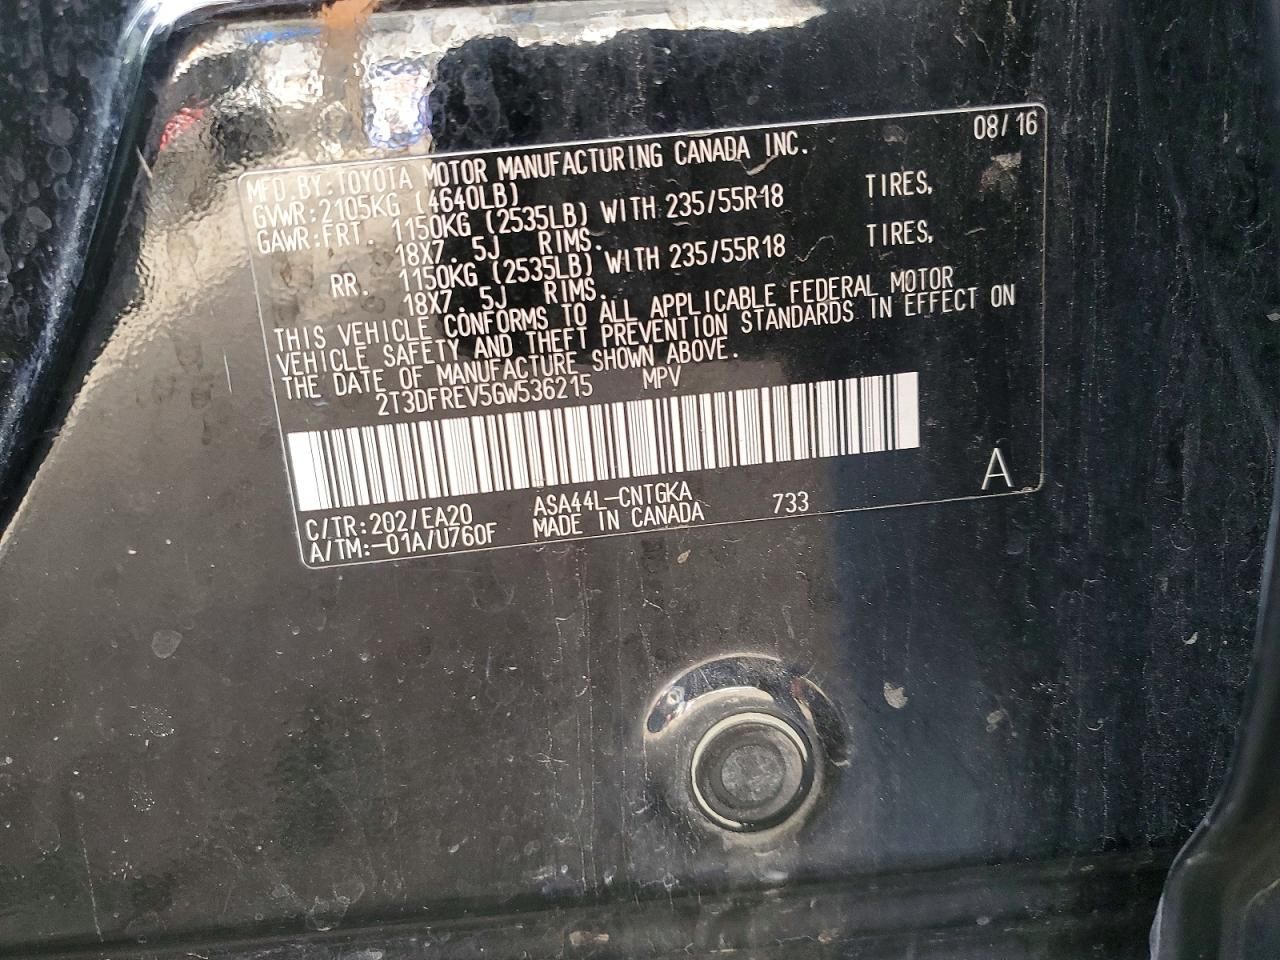 08/16
MFD.BY:TOYOTA MOTOR MANUFACTURING CANADA INC.
GVWR:2105KG (4640LB)
GAWR:FRT. 1150KG (2535LB) WITH 235/55R18 TIRES,
18X7.5J RIMS.
RR. 1150KG (2535LB) WITH 235/55R18 TIRES,
18X7.5J RIMS.
THIS VEHICLE CONFORMS TO ALL APPLICABLE FEDERAL MOTOR
VEHICLE SAFETY AND THEFT PREVENTION STANDARDS IN EFFECT ON
THE DATE OF MANUFACTURE SHOWN ABOVE.
2T3DFREV5GW536215 MPV
C/TR:202/EA20 ASA44L-CNTGKA 733 A
A/TM:-01A/U760F MADE IN CANADA